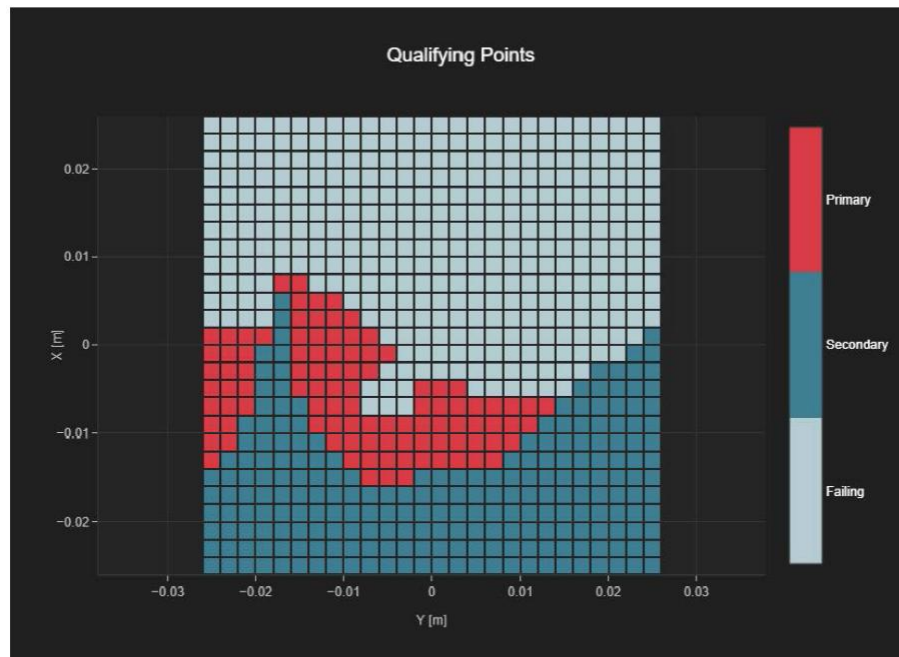 Qualifying Points
0.02
0.01
0
−0.01
−0.02
X [m]
−0.03
−0.02
−0.01
0
0.01
0.02
0.03
Y [m]
Primary
Secondary
Failing